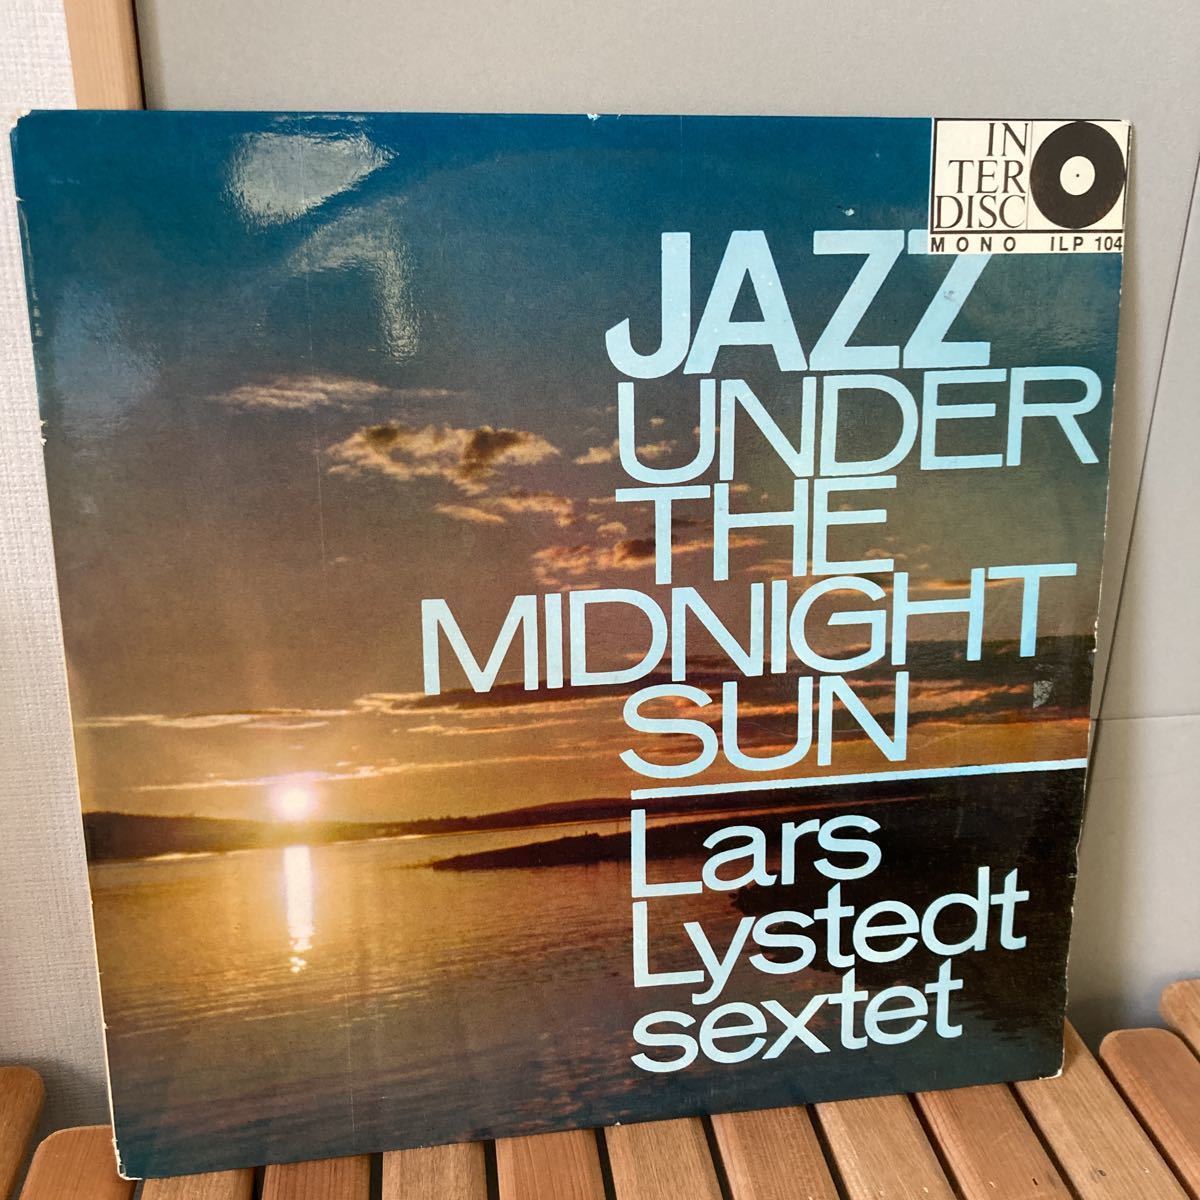 IN
TER
DISC
MONO ILP 104
JAZZ
UNDER
THE
MIDNIGHT
SUN
Lars
Lystedt
sextet